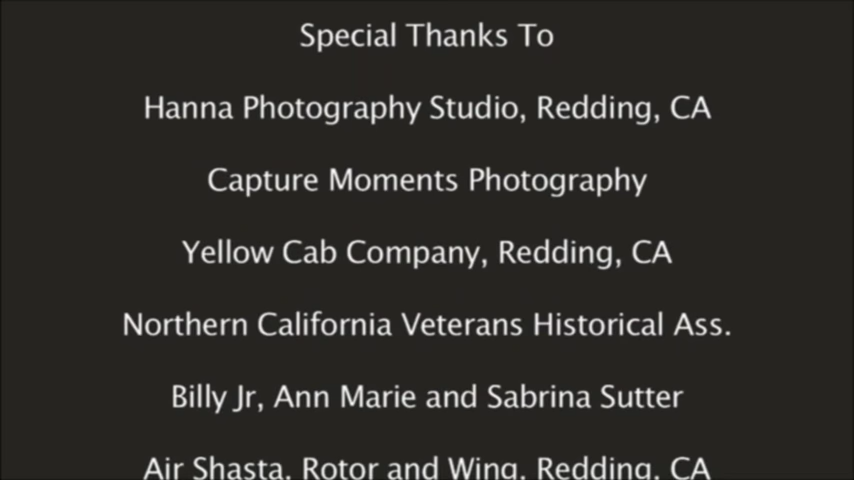 Special Thanks To
Hanna Photography Studio, Redding, CA
Capture Moments Photography
Yellow Cab Company, Redding, CA
Northern California Veterans Historical Ass.
Billy Jr, Ann Marie and Sabrina Sutter
Air Shasta, Rotor and Wing, Redding, CA